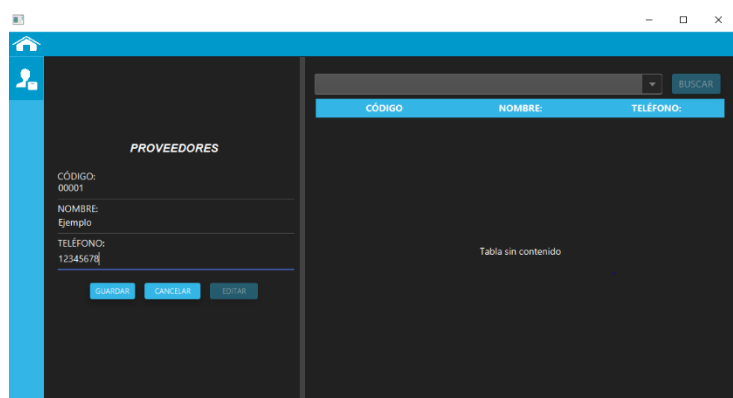 BUSCAR
CÓDIGO NOMBRE: TELÉFONO:
PROVEEDORES
CÓDIGO:
00001
NOMBRE:
Ejemplo
TELÉFONO:
12345678
GUARDAR CANCELAR EDITAR
Tabla sin contenido